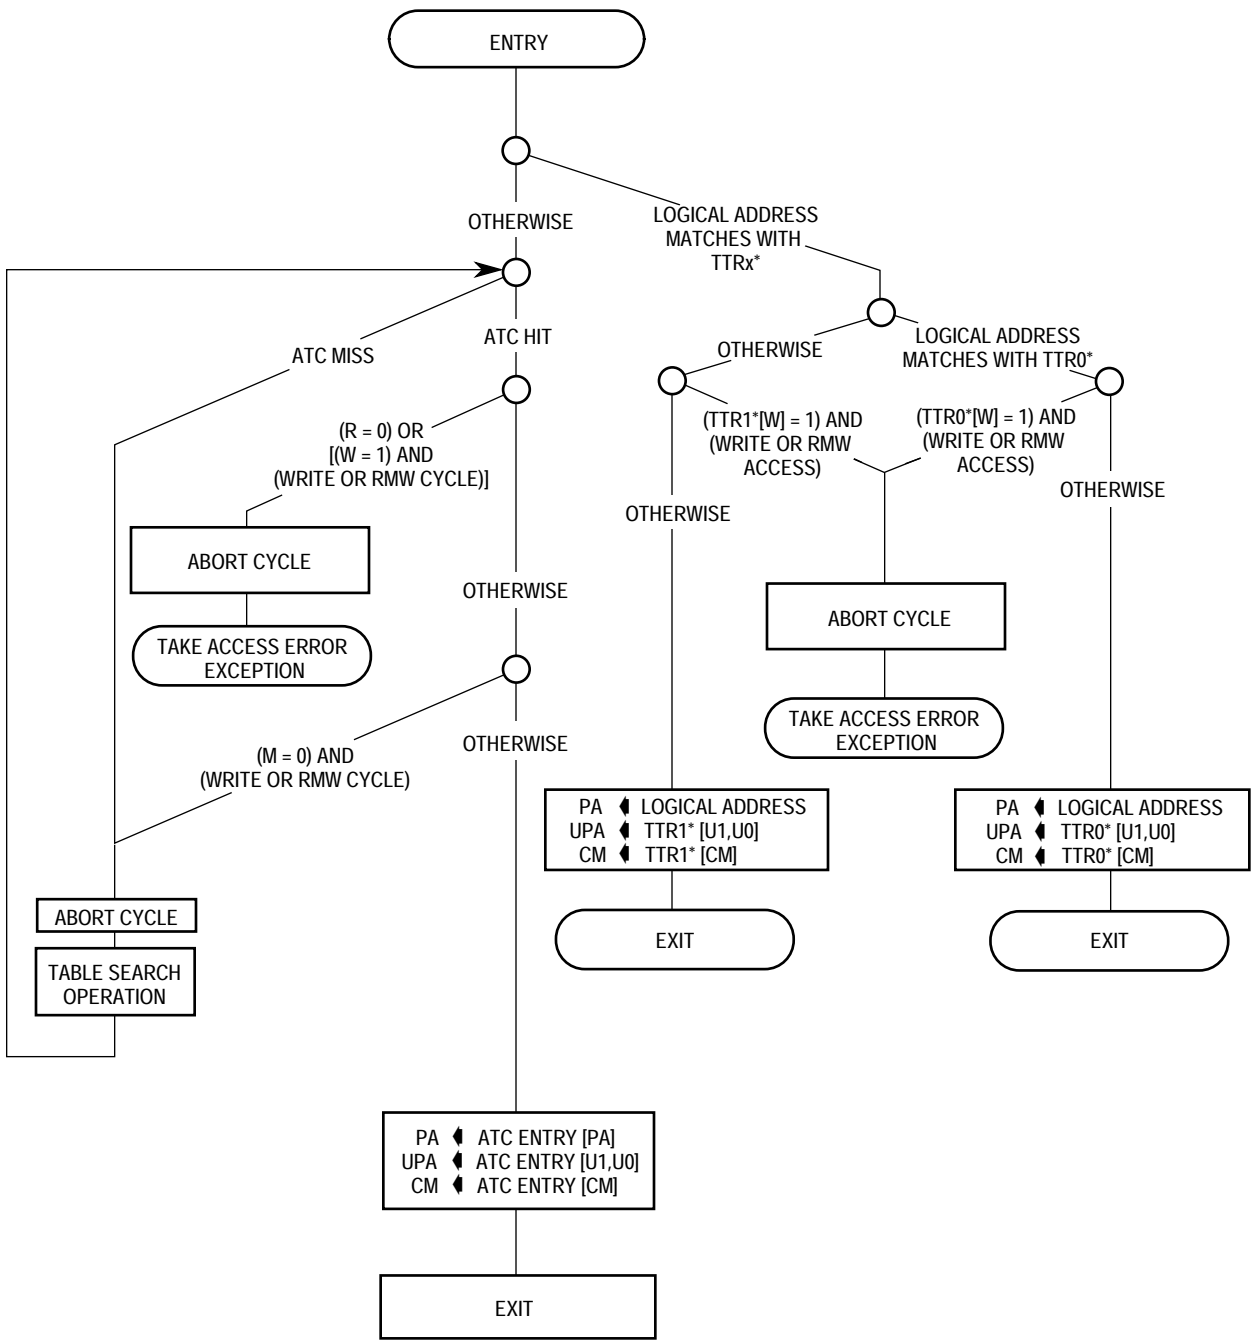 ENTRY
OTHERWISE
LOGICAL ADDRESS
MATCHES WITH
TTRx*
ATC MISS
ATC HIT
OTHERWISE
LOGICAL ADDRESS
MATCHES WITH TTR0*
(R = 0) OR
[(W = 1) AND
(WRITE OR RMW CYCLE)]
(TTR1*[W] = 1) AND
(WRITE OR RMW
ACCESS)
(TTR0*[W] = 1) AND
(WRITE OR RMW
ACCESS)
OTHERWISE
OTHERWISE
ABORT CYCLE
OTHERWISE
ABORT CYCLE
TAKE ACCESS ERROR
EXCEPTION
TAKE ACCESS ERROR
EXCEPTION
(M = 0) AND
(WRITE OR RMW CYCLE)
OTHERWISE
PA LOGICAL ADDRESS
UPA TTR1* [U1,U0]
CM TTR1* [CM]
PA LOGICAL ADDRESS
UPA TTR0* [U1,U0]
CM TTR0* [CM]
ABORT CYCLE
EXIT
EXIT
TABLE SEARCH
OPERATION
PA ATC ENTRY [PA]
UPA ATC ENTRY [U1,U0]
CM ATC ENTRY [CM]
EXIT